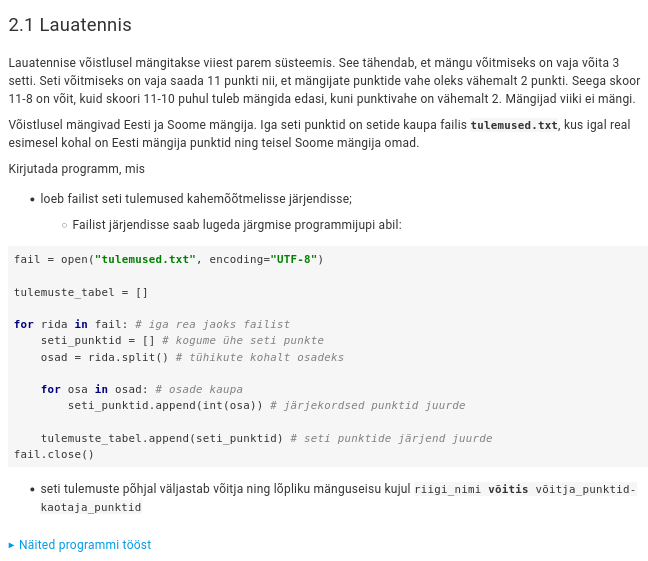 2.1 Lauatennis
Lauatennise võistlusel mängitakse viiest parem süsteemis. See tähendab, et mängu võitmiseks on vaja võita 3
setti. Seti võitmiseks on vaja saada 11 punkti nii, et mängijate punktide vahe oleks vähemalt 2 punkti. Seega skoor
11-8 on võit, kuid skoori 11-10 puhul tuleb mängida edasi, kuni punktivahe on vähemalt 2. Mängijad viiki ei mängi.
Võistlusel mängivad Eesti ja Soome mängija. Iga seti punktid on setide kaupa failis tulemused.txt, kus igal real
esimesel kohal on Eesti mängija punktid ning teisel Soome mängija omad.
Kirjutada programm, mis
• loeb failist seti tulemused kahemõõtmelisse järjendisse;
○ Failist järjendisse saab lugeda järgmise programmijupi abil:
fail = open("tulemused.txt", encoding="UTF-8")
tulemuste_tabel = []
for rida in fail: # iga rea jaoks failist
    seti_punktid = [] # kogume ühe seti punkte
    osad = rida.split() # tühikute kohalt osadeks
    for osa in osad: # osade kaupa
        seti_punktid.append(int(osa)) # järjekordsed punktid juurde
    tulemuste_tabel.append(seti_punktid) # seti punktide järjend juurde
fail.close()
• seti tulemuste põhjal väljastab võitja ning lõpliku mänguseisu kujul riigi_nimi võitis võitja_punktid-
kaotaja_punktid
► Näited programmi tööst